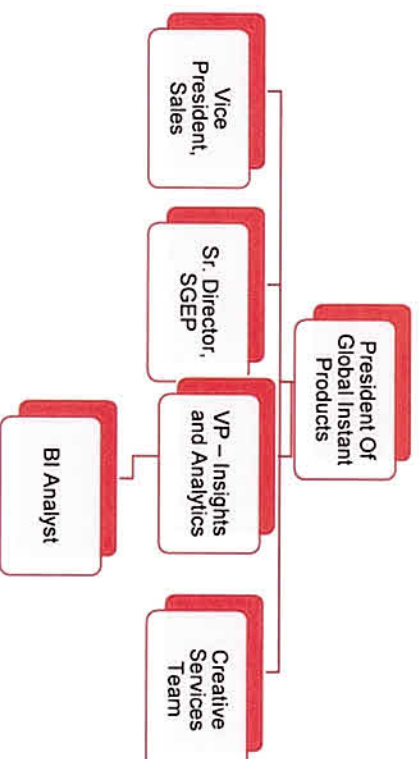 President Of
Global Instant
Products
Vice
President,
Sales
Sr. Director,
SGEP
VP – Insights
and Analytics
Creative
Services
Team
BI Analyst